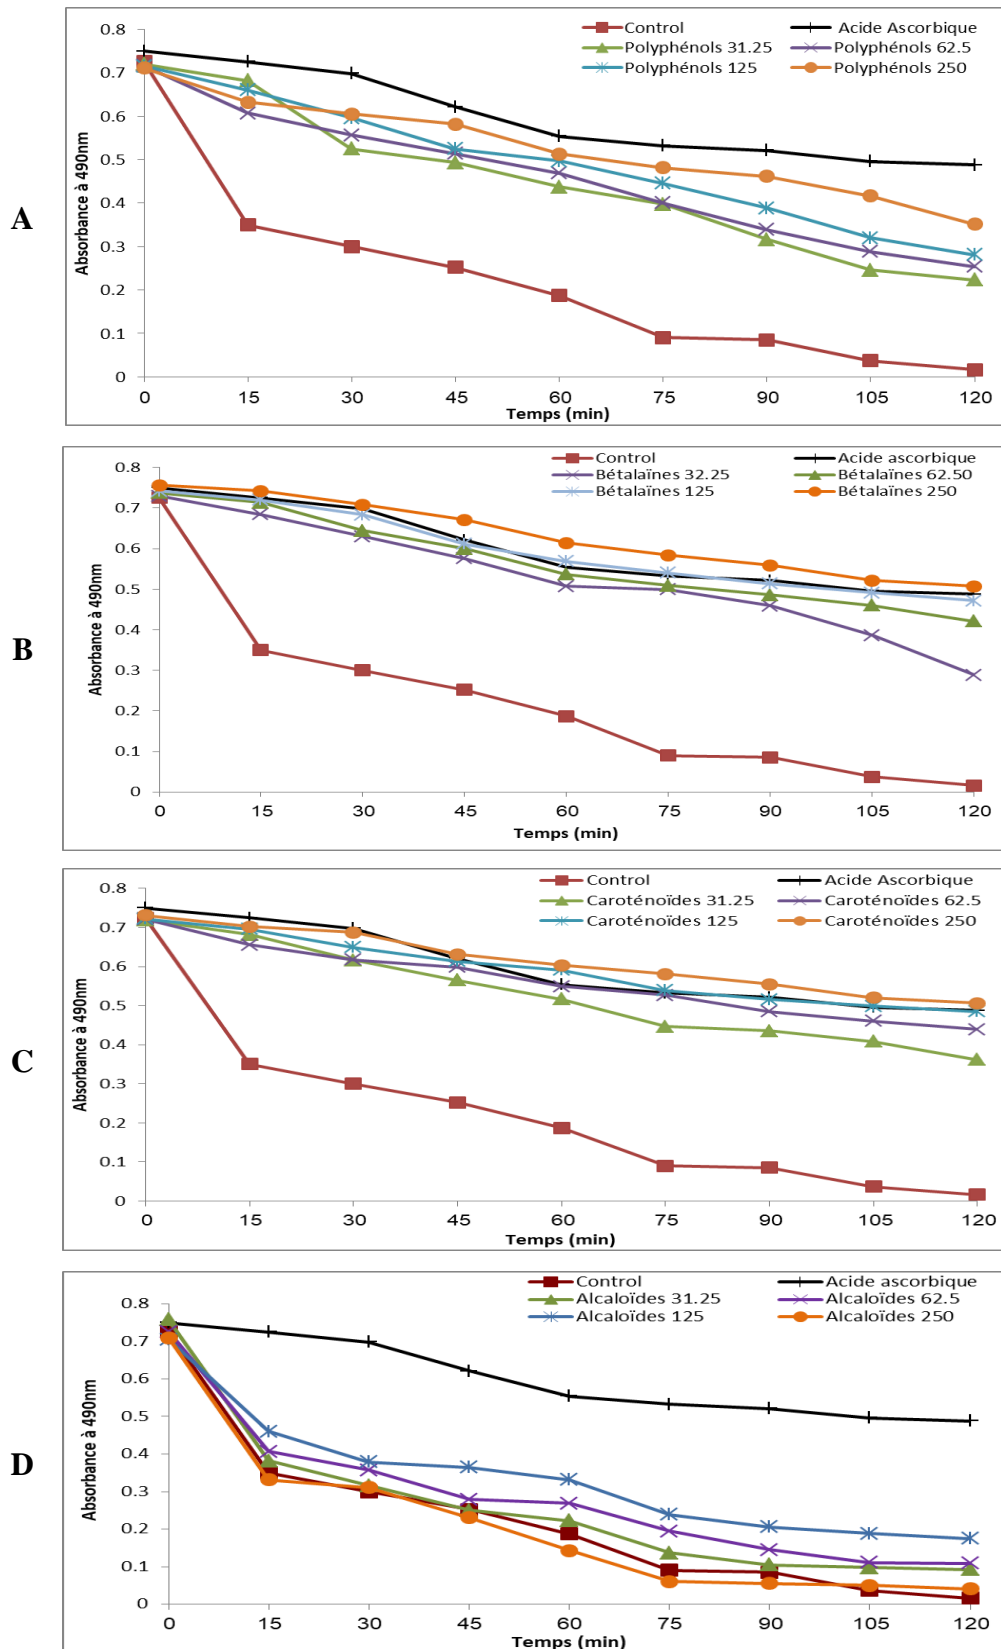 A
Control
Acide Ascorbique
Polyphénols 31.25
Polyphénols 62.5
Polyphénols 125
Polyphénols 250
Absorbance à 490nm
0.8
0.7
0.6
0.5
0.4
0.3
0.2
0.1
0
0 15 30 45 60 75 90 105 120
Temps (min)
B
Control
Acide ascorbique
Bétalaïnes 32.25
Bétalaïnes 62.50
Bétalaïnes 125
Bétalaïnes 250
Absorbance à 490nm
0.8
0.7
0.6
0.5
0.4
0.3
0.2
0.1
0
0 15 30 45 60 75 90 105 120
Temps (min)
C
Control
Acide Ascorbique
Caroténoïdes 31.25
Caroténoïdes 62.5
Caroténoïdes 125
Caroténoïdes 250
Absorbance à 490nm
0.8
0.7
0.6
0.5
0.4
0.3
0.2
0.1
0
0 15 30 45 60 75 90 105 120
Temps (min)
D
Control
Acide ascorbique
Alcaloïdes 31.25
Alcaloïdes 62.5
Alcaloïdes 125
Alcaloïdes 250
Absorbance à 490nm
0.8
0.7
0.6
0.5
0.4
0.3
0.2
0.1
0
0 15 30 45 60 75 90 105 120
Temps (min)